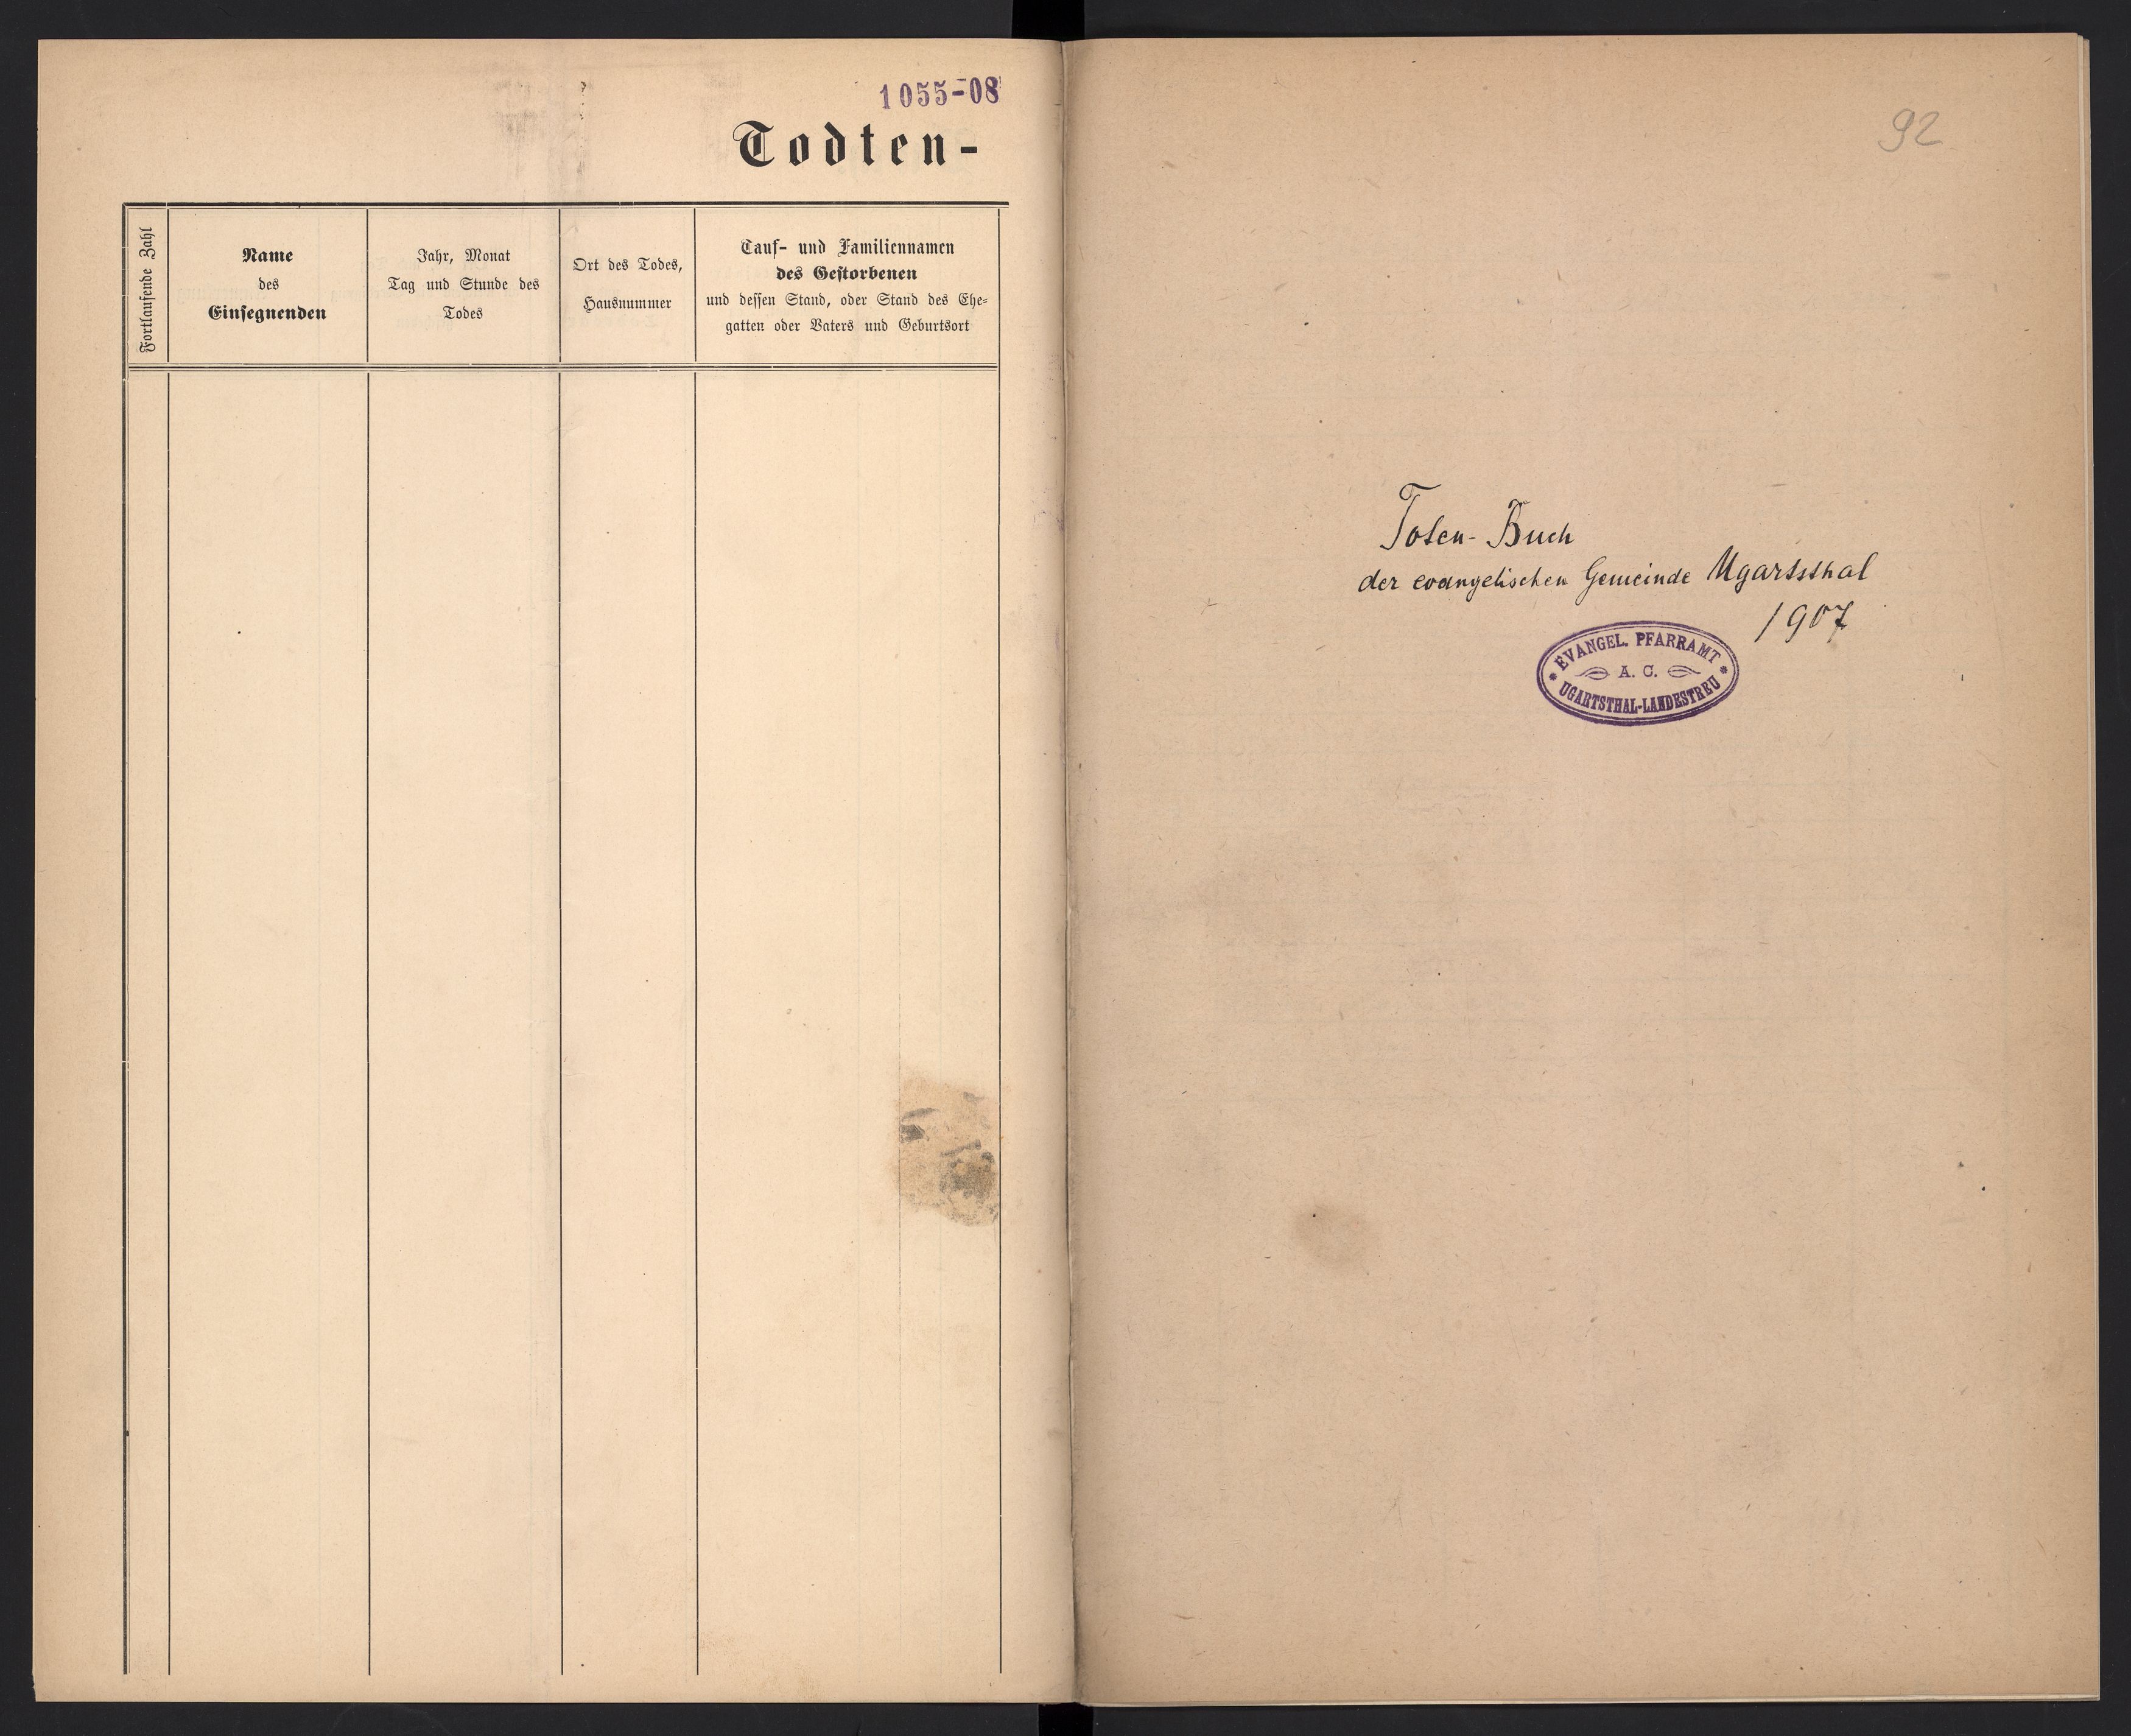 1055-08
Todten-
Fortlaufende Zahl
Name
des
Einsegnenden
Jahr, Monat
Tag und Stunde des
Todes
Ort des Todes,
Hausnummer
Tauf- und Familiennamen
des Gestorbenen
und dessen Stand, oder Stand des Ehe-
gatten oder Vaters und Geburtsort
92
Toten-Buch
der evangelischen Gemeinde Ugartsthal
1907
EVANGEL. PFARRAMT
A. C.
UGARTSTHAL-LANDESTREU